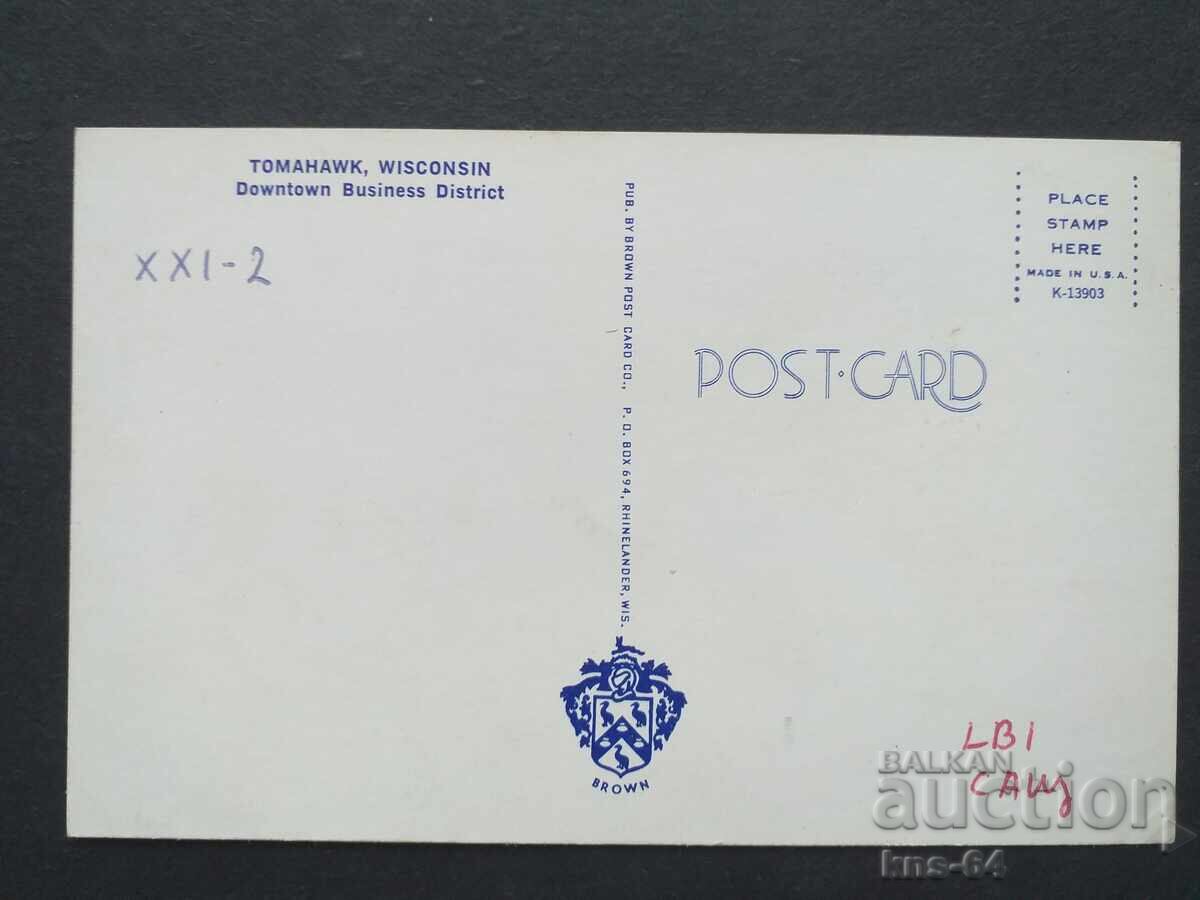 TOMAHAWK, WISCONSIN
Downtown Business District
XXI-2
PUB. BY BROWN POST CARD CO., P. O. BOX 694, RHINELANDER, WIS.
PLACE
STAMP
HERE
MADE IN U.S.A.
K-13903
POST·CARD
BROWN
LB1
САЩ
BALKAN
auction
kns-64